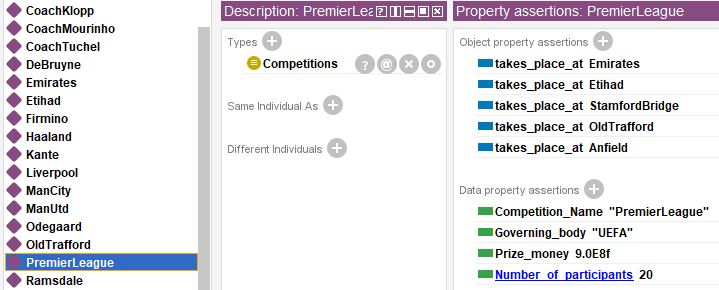 CoachKlopp
CoachMourinho
CoachTuchel
DeBruyne
Emirates
Etihad
Firmino
Haaland
Kante
Liverpool
ManCity
ManUtd
Odegaard
OldTrafford
PremierLeague
Ramsdale
Description: PremierLea
Types
Competitions
Same Individual As
Different Individuals
Property assertions: PremierLeague
Object property assertions
takes_place_at Emirates
takes_place_at Etihad
takes_place_at StamfordBridge
takes_place_at OldTrafford
takes_place_at Anfield
Data property assertions
Competition_Name "PremierLeague"
Governing_body "UEFA"
Prize_money 9.0E8f
Number_of_participants 20